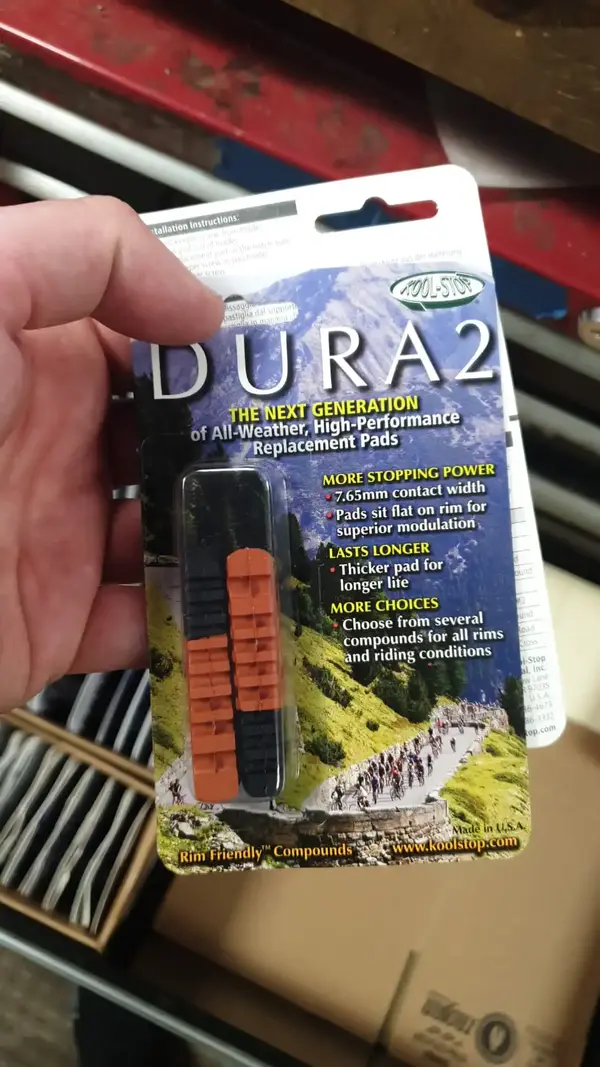 Installation Instructions:
KOOL-STOP
DURA2
THE NEXT GENERATION
of All-Weather, High-Performance
Replacement Pads
MORE STOPPING POWER
• 7.65mm contact width
• Pads sit flat on rim for
superior modulation
LASTS LONGER
• Thicker pad for
longer life
MORE CHOICES
• Choose from several
compounds for all rims
and riding conditions
Made in U.S.A.
Rim Friendly™ Compounds
www.koolstop.com